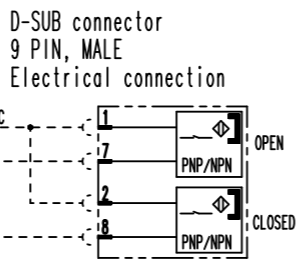 D-SUB connector
9 PIN, MALE
Electrical connection
C
1
OPEN
7
PNP/NPN
2
CLOSED
8
PNP/NPN